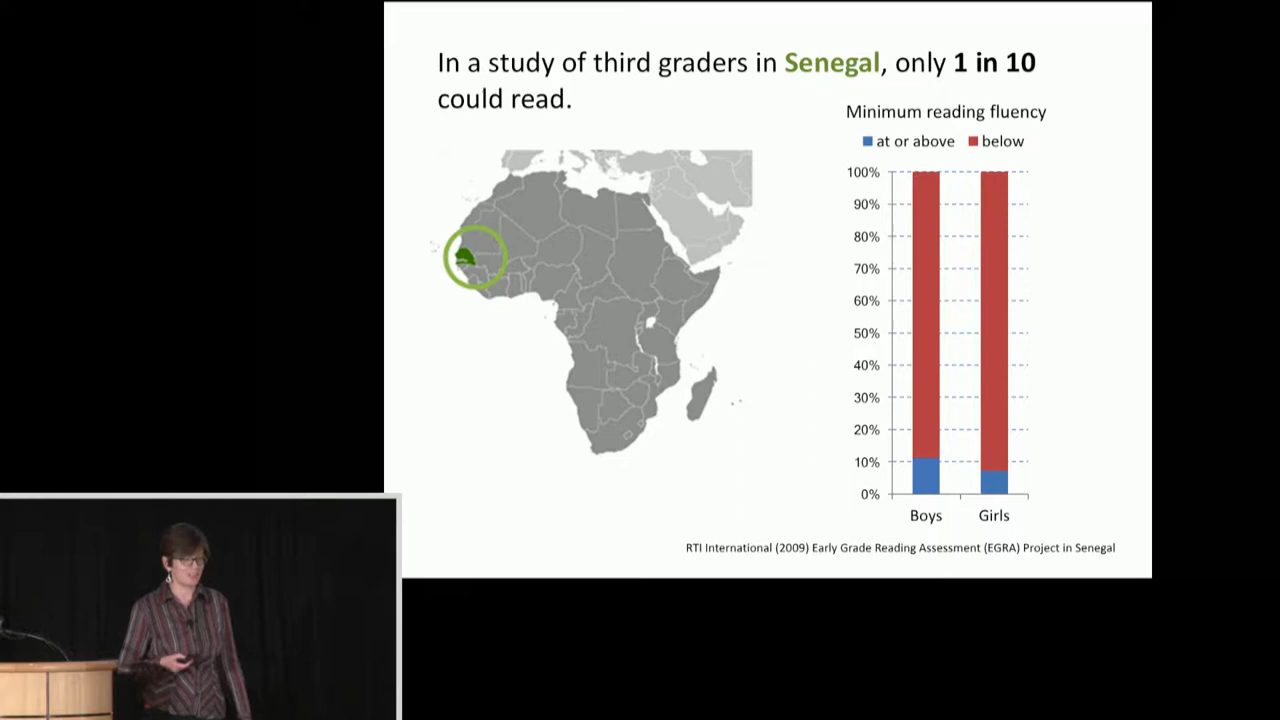 In a study of third graders in Senegal, only 1 in 10
could read.
Minimum reading fluency
at or above below
100%
90%
80%
70%
60%
50%
40%
30%
20%
10%
0%
Boys Girls
RTI International (2009) Early Grade Reading Assessment (EGRA) Project in Senegal